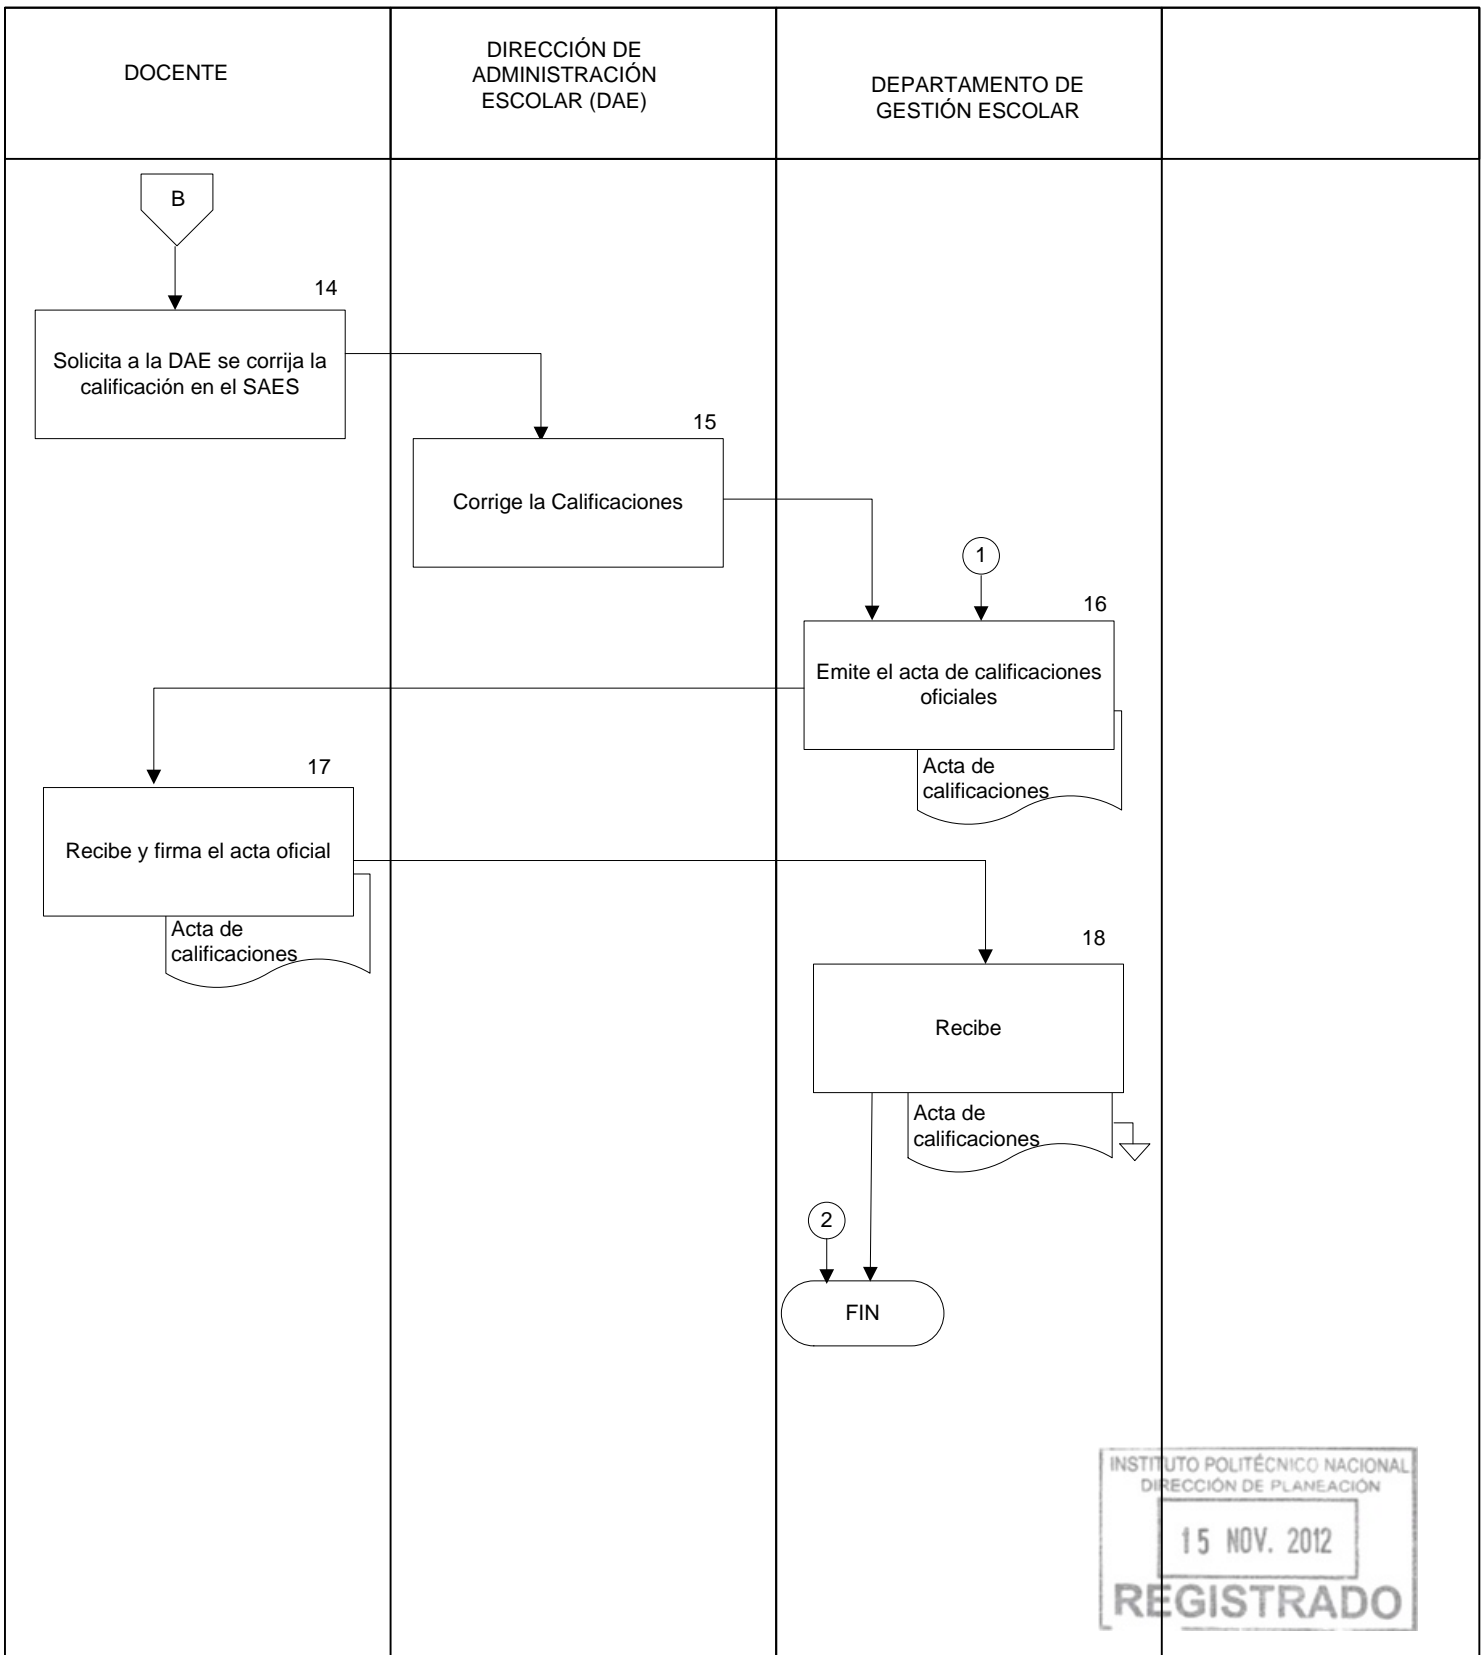 DOCENTE
DIRECCIÓN DE
ADMINISTRACIÓN
ESCOLAR (DAE)
DEPARTAMENTO DE
GESTIÓN ESCOLAR
B
14
Solicita a la DAE se corrija la
calificación en el SAES
15
Corrige la Calificaciones
1
16
Emite el acta de calificaciones
oficiales
Acta de
calificaciones
17
Recibe y firma el acta oficial
Acta de
calificaciones
18
Recibe
Acta de
calificaciones
2
FIN
INSTITUTO POLITÉCNICO NACIONAL
DIRECCIÓN DE PLANEACIÓN
15 NOV. 2012
REGISTRADO